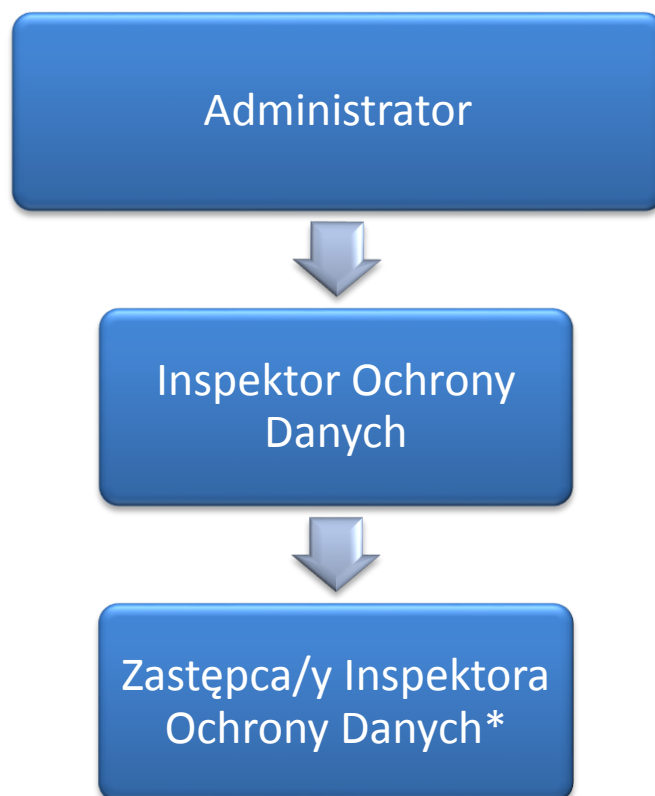 Administrator
Inspektor Ochrony
Danych
Zastępca/y Inspektora
Ochrony Danych*